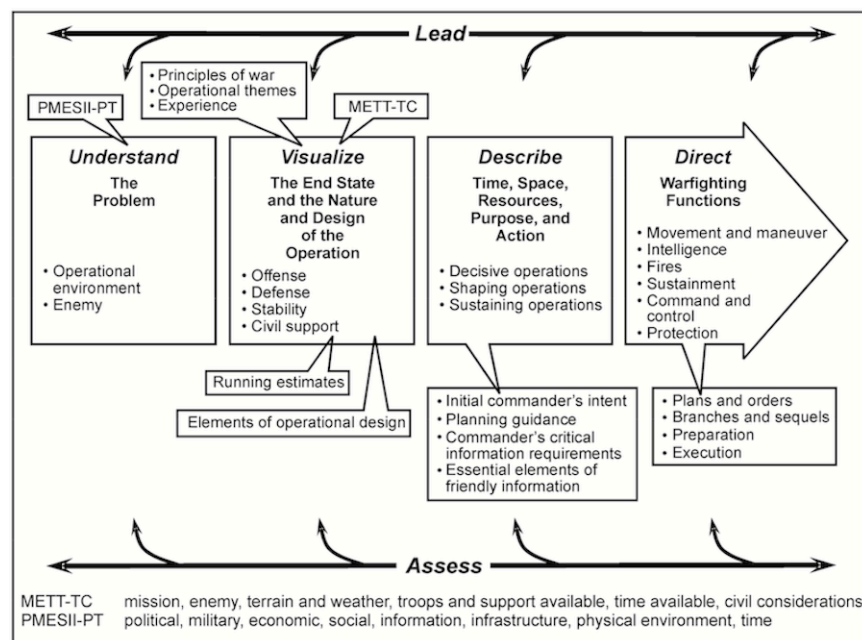 Lead
• Principles of war
• Operational themes
• Experience
PMESII-PT
METT-TC
Understand
The
Problem
• Operational
environment
• Enemy
Visualize
The End State
and the Nature
and Design
of the
Operation
• Offense
• Defense
• Stability
• Civil support
Describe
Time, Space,
Resources,
Purpose, and
Action
• Decisive operations
• Shaping operations
• Sustaining operations
Direct
Warfighting
Functions
• Movement and maneuver
• Intelligence
• Fires
• Sustainment
• Command and
control
• Protection
Running estimates
Elements of operational design
• Initial commander's intent
• Planning guidance
• Commander's critical
information requirements
• Essential elements of
friendly information
• Plans and orders
• Branches and sequels
• Preparation
• Execution
Assess
METT-TC mission, enemy, terrain and weather, troops and support available, time available, civil considerations
PMESII-PT political, military, economic, social, information, infrastructure, physical environment, time